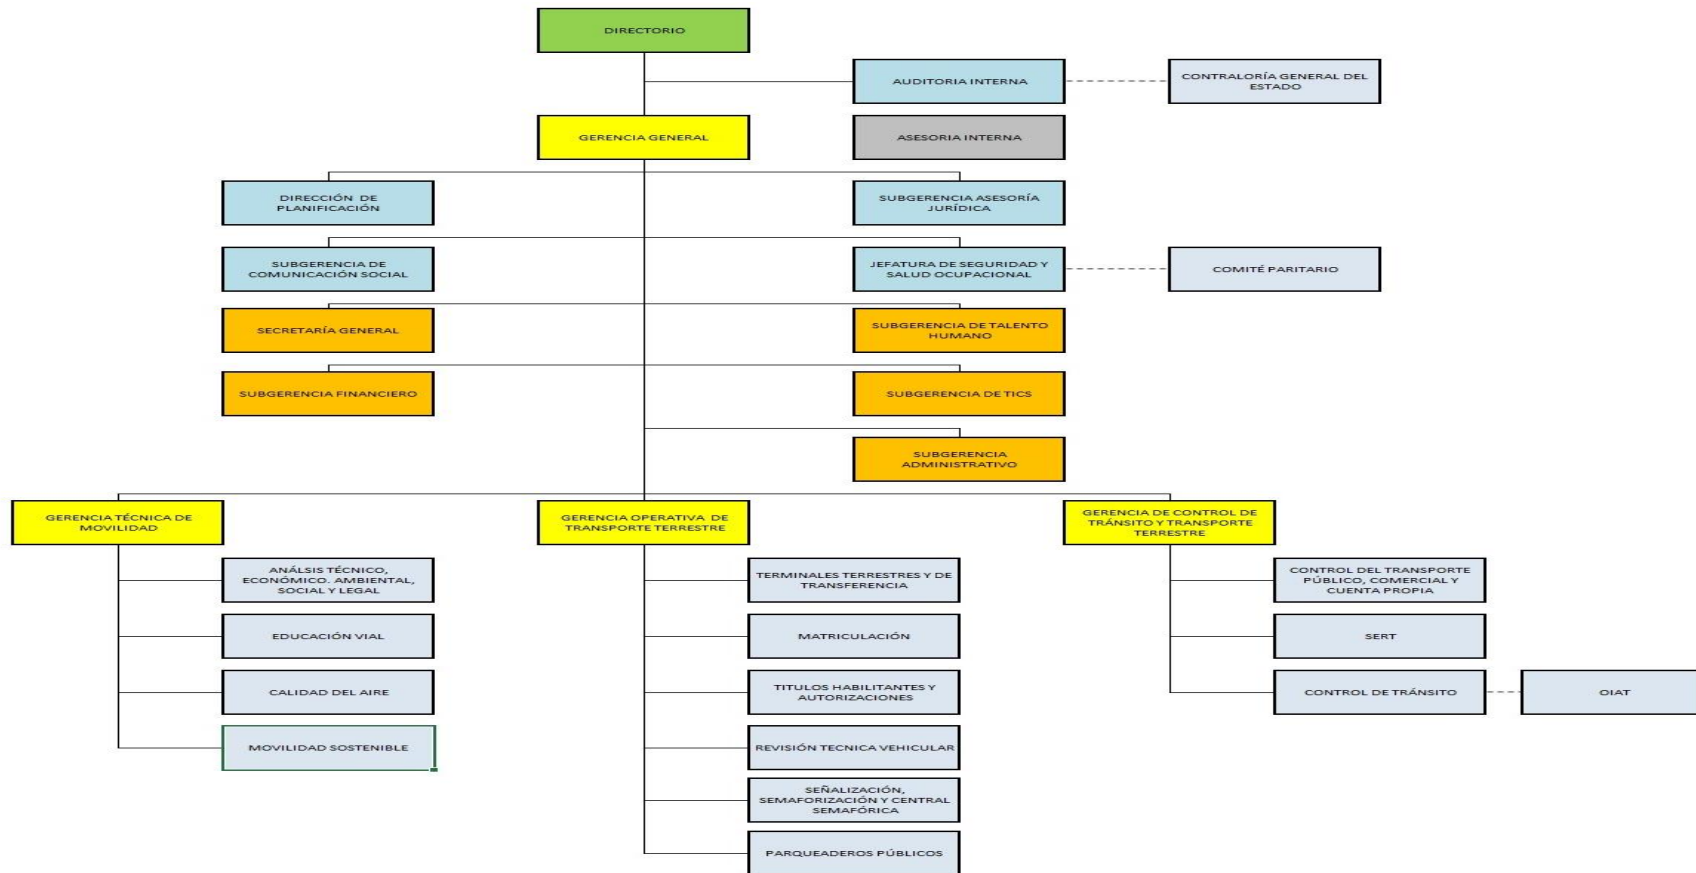 DIRECTORIO
AUDITORIA INTERNA
CONTRALORÍA GENERAL DEL
ESTADO
GERENCIA GENERAL
ASESORIA INTERNA
DIRECCIÓN DE
PLANIFICACIÓN
SUBGERENCIA ASESORÍA
JURÍDICA
SUBGERENCIA DE
COMUNICACIÓN SOCIAL
JEFATURA DE SEGURIDAD Y
SALUD OCUPACIONAL
COMITÉ PARITARIO
SECRETARÍA GENERAL
SUBGERENCIA DE TALENTO
HUMANO
SUBGERENCIA FINANCIERO
SUBGERENCIA DE TICS
SUBGERENCIA
ADMINISTRATIVO
GERENCIA TÉCNICA DE
MOVILIDAD
GERENCIA OPERATIVA DE
TRANSPORTE TERRESTRE
GERENCIA DE CONTROL DE
TRÁNSITO Y TRANSPORTE
TERRESTRE
ANÁLSIS TÉCNICO,
ECONÓMICO. AMBIENTAL,
SOCIAL Y LEGAL
TERMINALES TERRESTRES Y DE
TRANSFERENCIA
CONTROL DEL TRANSPORTE
PÚBLICO, COMERCIAL Y
CUENTA PROPIA
EDUCACIÓN VIAL
MATRICULACIÓN
SERT
CALIDAD DEL AIRE
TITULOS HABILITANTES Y
AUTORIZACIONES
CONTROL DE TRÁNSITO
OIAT
MOVILIDAD SOSTENIBLE
REVISIÓN TECNICA VEHICULAR
SEÑALIZACIÓN,
SEMAFORIZACIÓN Y CENTRAL
SEMAFÓRICA
PARQUEADEROS PÚBLICOS